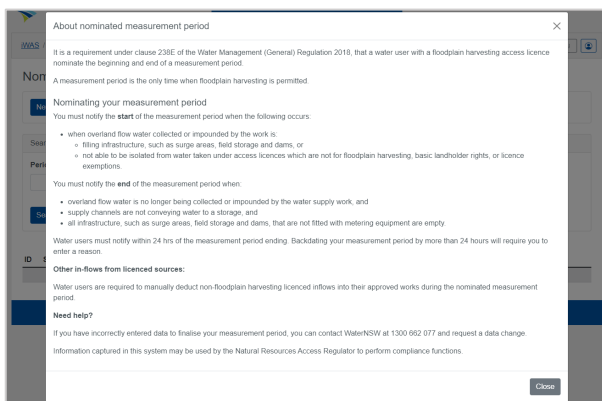 About nominated measurement period
It is a requirement under clause 238E of the Water Management (General) Regulation 2018, that a water user with a floodplain harvesting access licence
nominate the beginning and end of a measurement period.
A measurement period is the only time when floodplain harvesting is permitted.
Nominating your measurement period
You must notify the start of the measurement period when the following occurs:
when overland flow water collected or impounded by the work is:
filling infrastructure, such as surge areas, field storage and dams, or
not able to be isolated from water taken under access licences which are not for floodplain harvesting, basic landholder rights, or licence
exemptions.
You must notify the end of the measurement period when:
overland flow water is no longer being collected or impounded by the water supply work, and
supply channels are not conveying water to a storage, and
all infrastructure, such as surge areas, field storage and dams, that are not fitted with metering equipment are empty.
Water users must notify within 24 hrs of the measurement period ending. Backdating your measurement period by more than 24 hours will require you to
enter a reason.
Other in-flows from licenced sources:
Water users are required to manually deduct non-floodplain harvesting licenced inflows into their approved works during the nominated measurement
period.
Need help?
If you have incorrectly entered data to finalise your measurement period, you can contact WaterNSW at 1300 662 077 and request a data change.
Information captured in this system may be used by the Natural Resources Access Regulator to perform compliance functions.
Close
iWAS /
Nom
Ne
Sear
Perio
Se
ID S